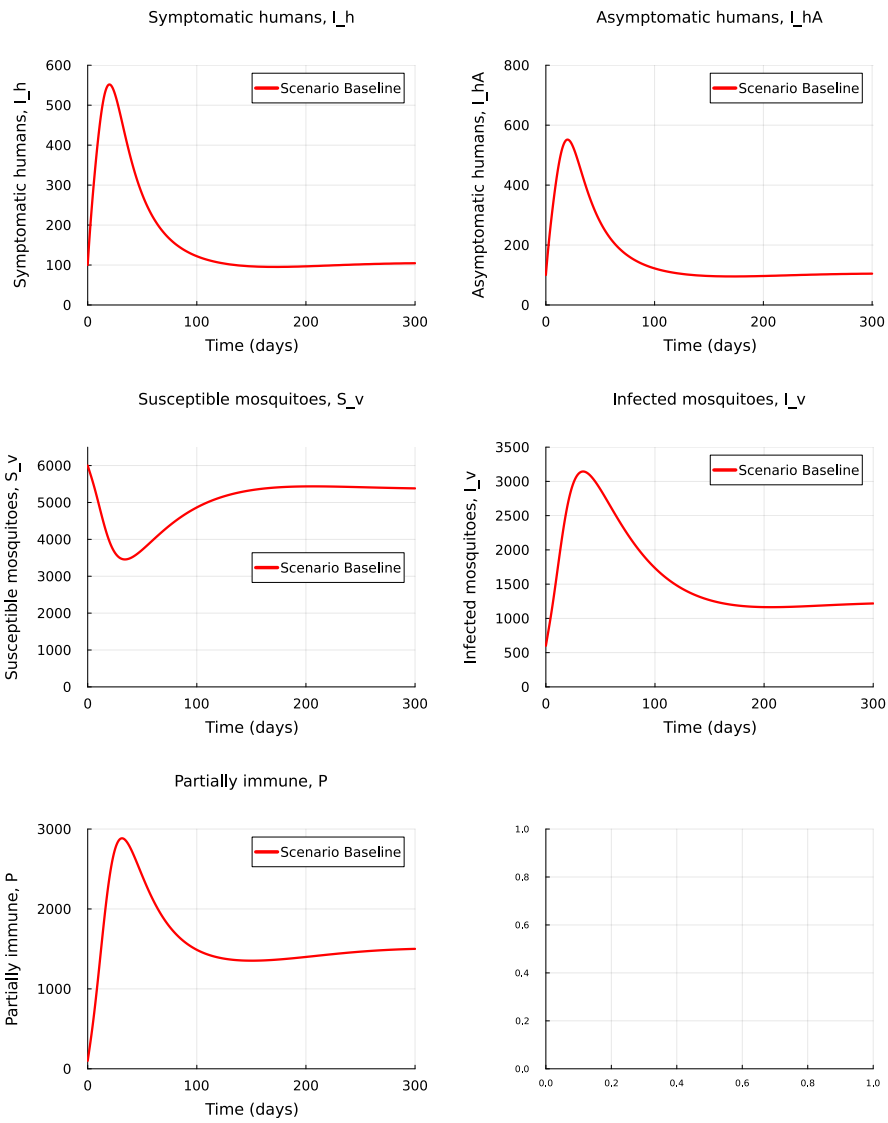 Symptomatic humans, I_h
Symptomatic humans, I_h
600
500
400
300
200
100
0
Scenario Baseline
0 100 200 300
Time (days)
Asymptomatic humans, I_hA
Asymptomatic humans, I_hA
800
600
400
200
0
Scenario Baseline
0 100 200 300
Time (days)
Susceptible mosquitoes, S_v
Susceptible mosquitoes, S_v
6000
5000
4000
3000
2000
1000
0
Scenario Baseline
0 100 200 300
Time (days)
Infected mosquitoes, I_v
Infected mosquitoes, I_v
3500
3000
2500
2000
1500
1000
500
0
Scenario Baseline
0 100 200 300
Time (days)
Partially immune, P
Partially immune, P
3000
2000
1000
0
Scenario Baseline
0 100 200 300
Time (days)
1,0
0,8
0,6
0,4
0,2
0,0
0,0 0,2 0,4 0,6 0,8 1,0